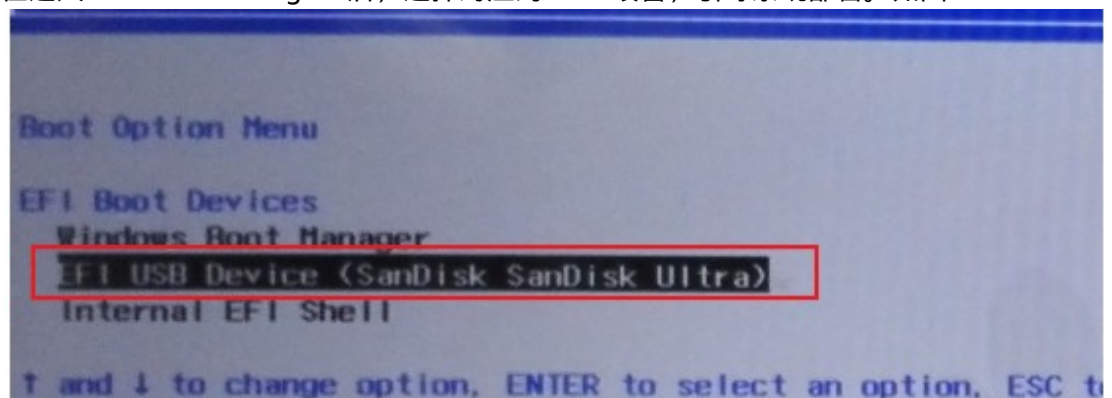 Boot Option Menu
EFI Boot Devices
Windows Boot Manager
EFI USB Device (SanDisk SanDisk Ultra)
Internal EFI Shell
↑ and ↓ to change option, ENTER to select an option, ESC t